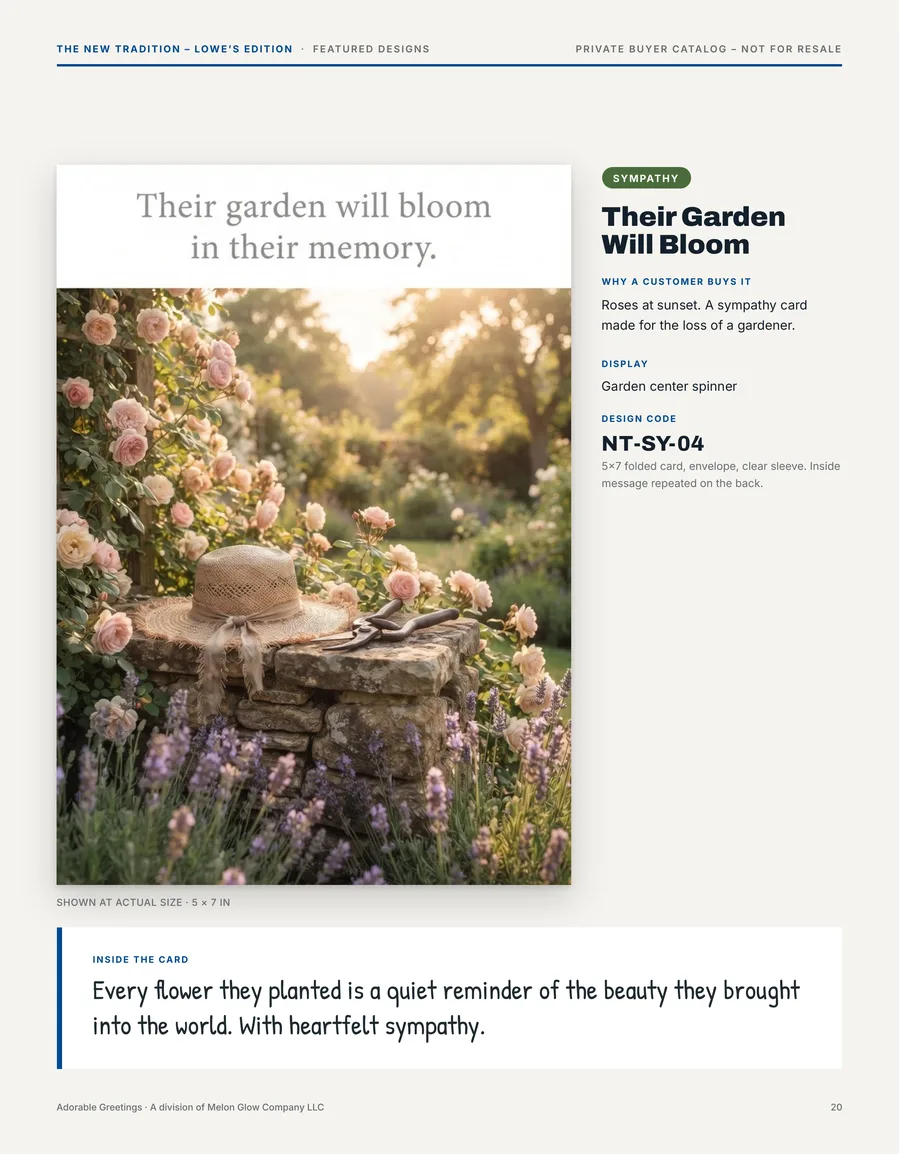 THE NEW TRADITION – LOWE'S EDITION · FEATURED DESIGNS
PRIVATE BUYER CATALOG – NOT FOR RESALE
Their garden will bloom
in their memory.
SYMPATHY
Their Garden
Will Bloom
WHY A CUSTOMER BUYS IT
Roses at sunset. A sympathy card
made for the loss of a gardener.
DISPLAY
Garden center spinner
DESIGN CODE
NT-SY-04
5×7 folded card, envelope, clear sleeve. Inside
message repeated on the back.
SHOWN AT ACTUAL SIZE · 5 × 7 IN
INSIDE THE CARD
Every flower they planted is a quiet reminder of the beauty they brought
into the world. With heartfelt sympathy.
Adorable Greetings · A division of Melon Glow Company LLC
20